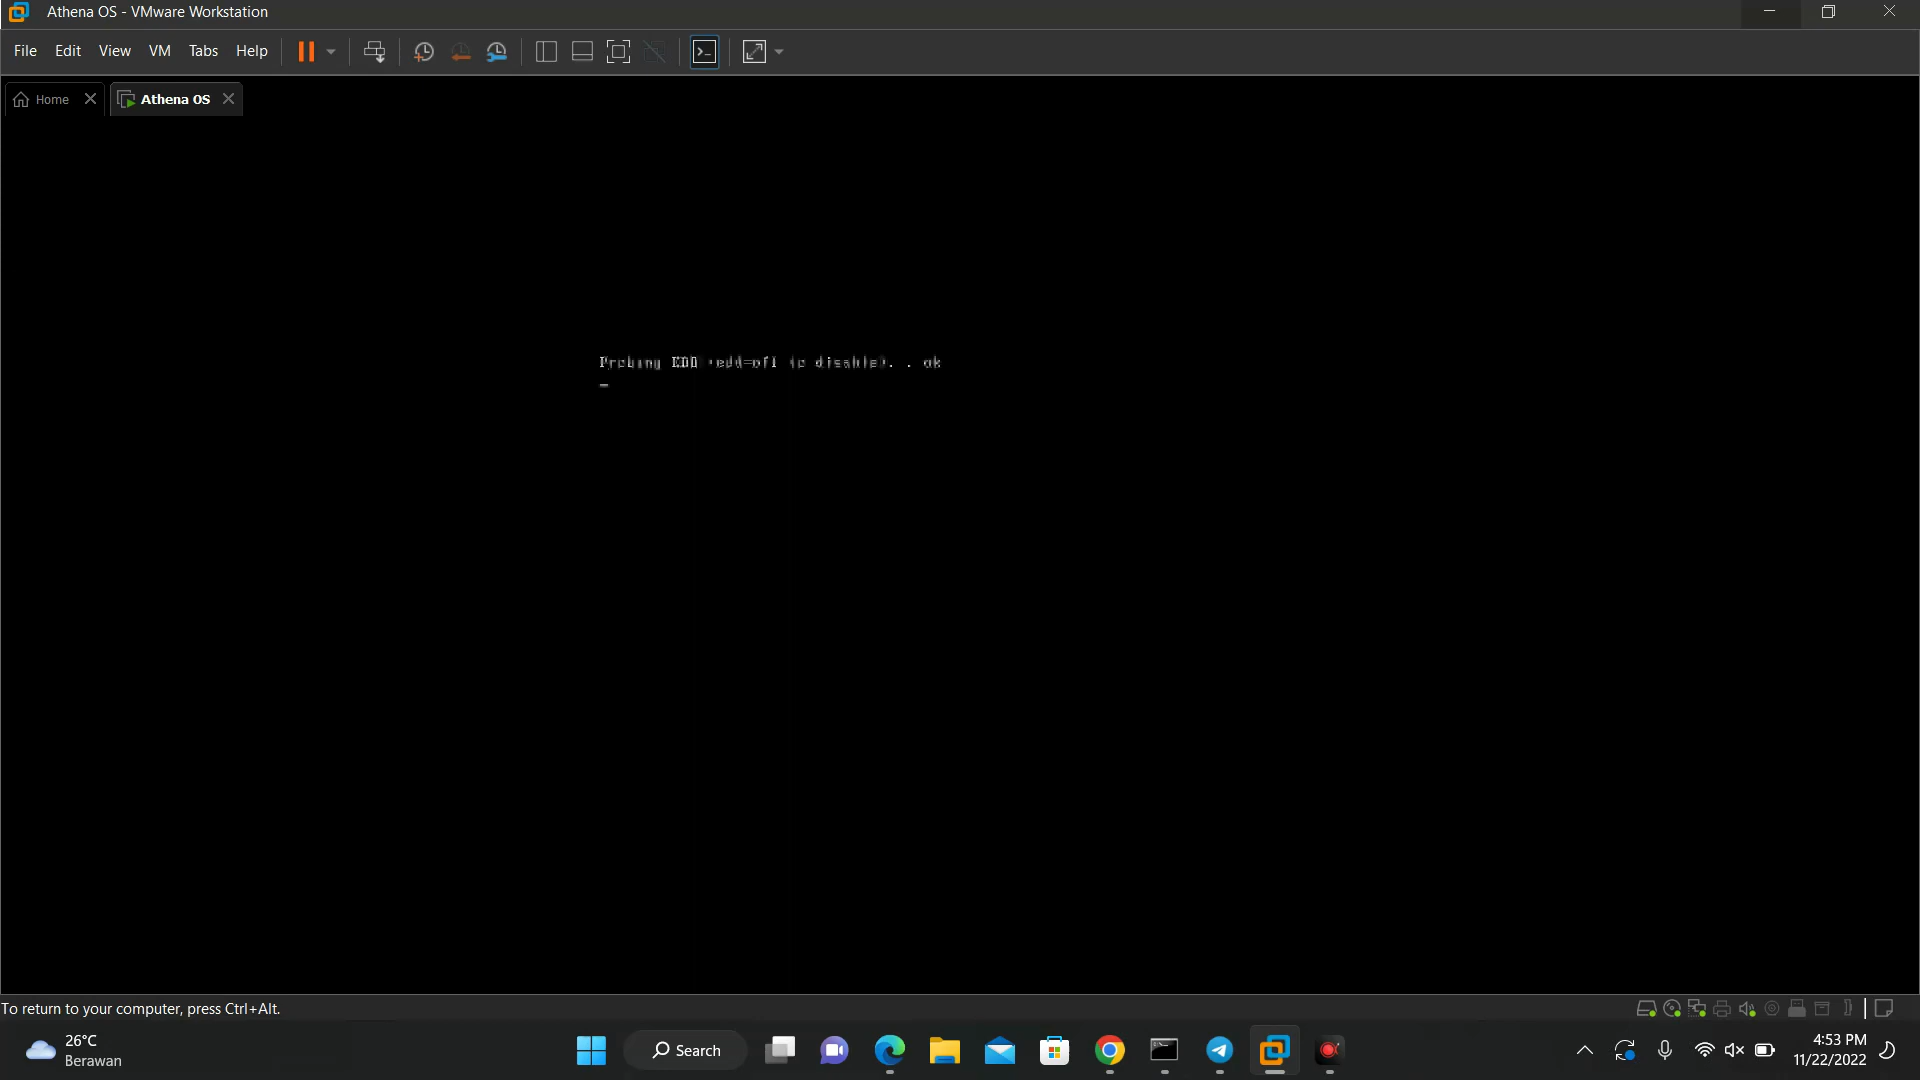 Athena OS - VMware Workstation
File Edit View VM Tabs Help
Home Athena OS
Probing EDD (edd=off to disable)... ok
To return to your computer, press Ctrl+Alt.
26°C
Berawan
Search
4:53 PM
11/22/2022